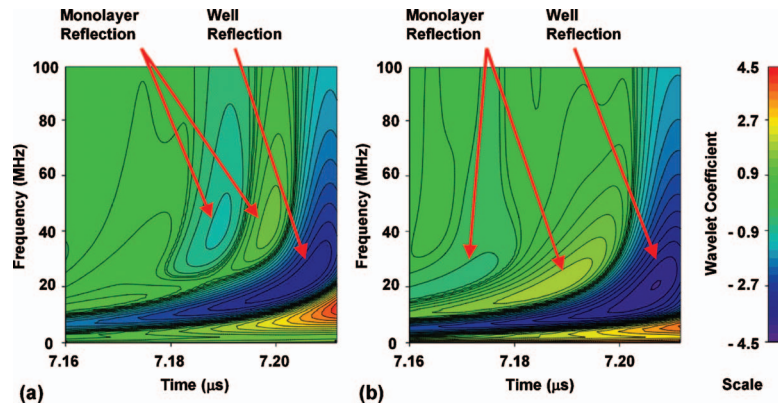 Monolayer
Reflection
Well
Reflection
Monolayer
Reflection
Well
Reflection
100
80
60
40
20
0
Frequency (MHz)
7.16
7.18
7.20
Time (μs)
(a)
100
80
60
40
20
0
Frequency (MHz)
7.16
7.18
7.20
Time (μs)
(b)
4.5
2.7
0.9
- 0.9
- 2.7
- 4.5
Wavelet Coefficient
Scale